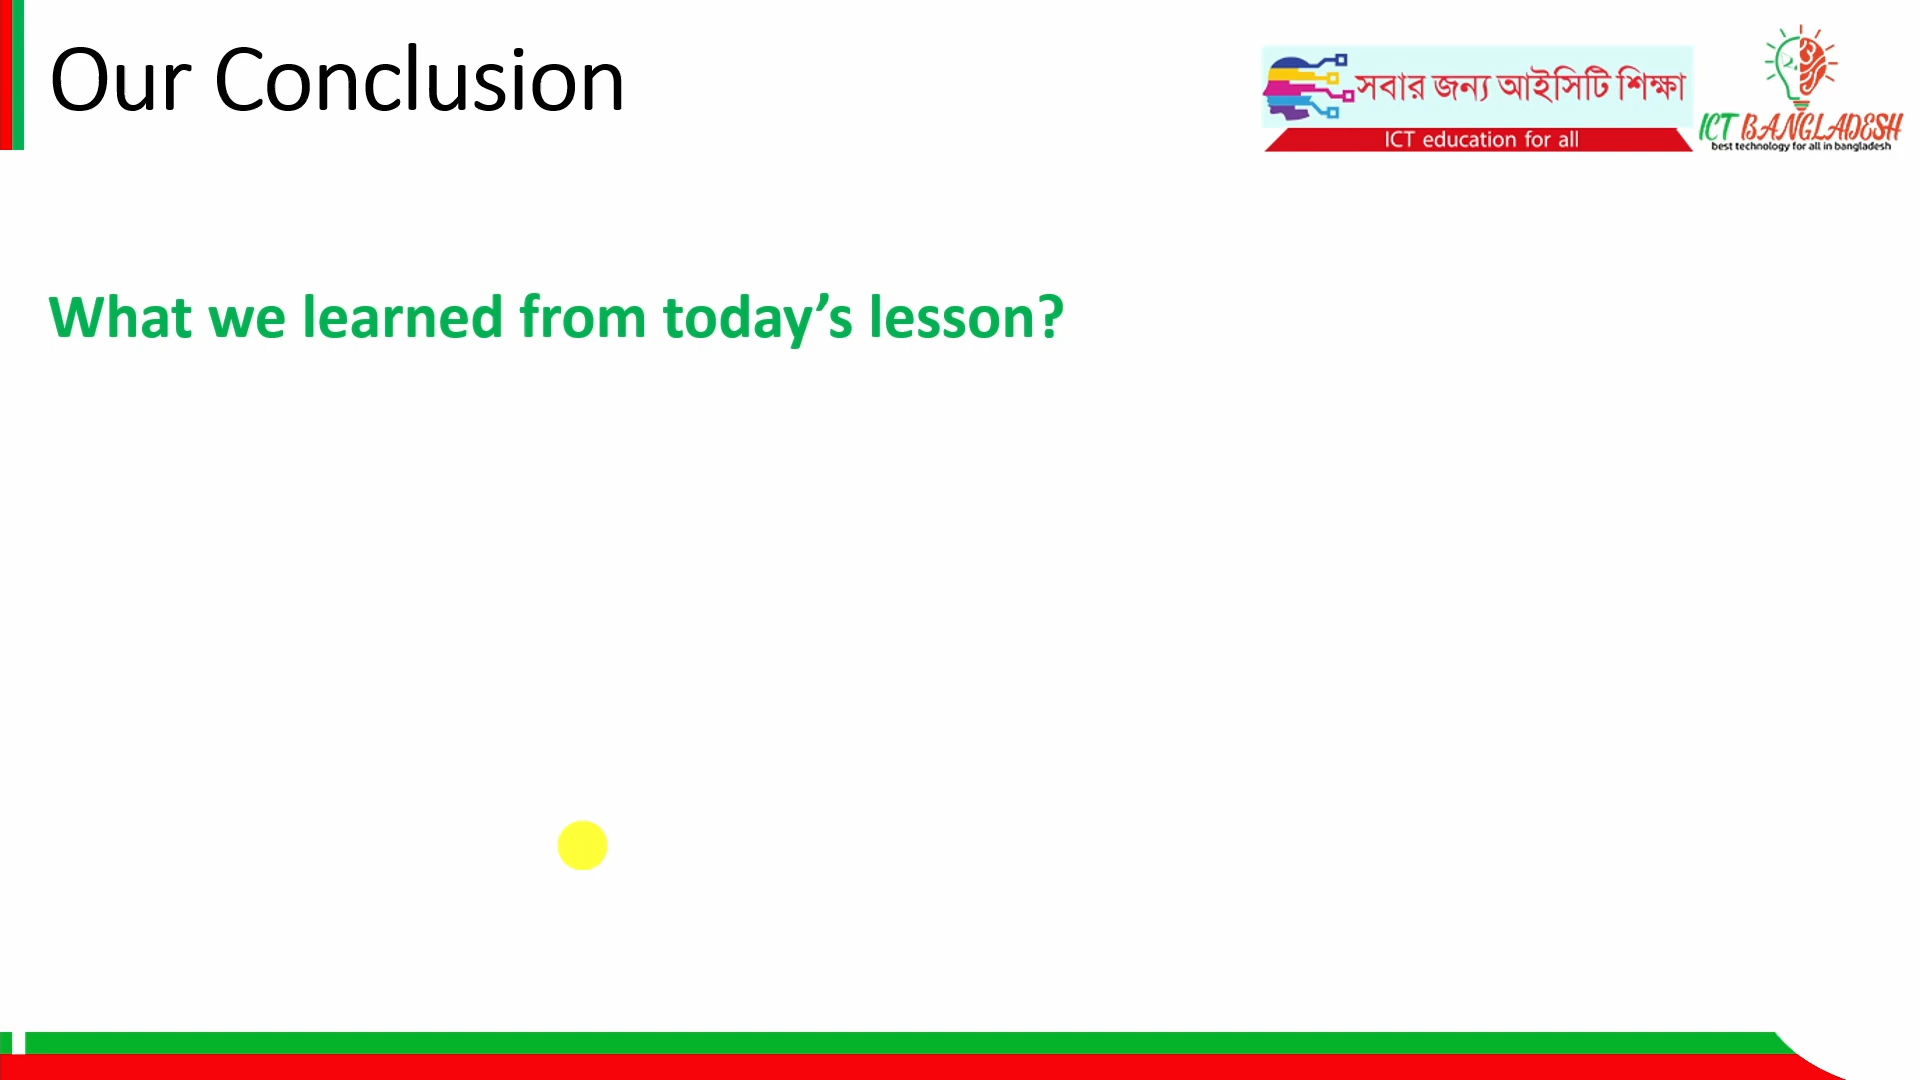 Our Conclusion
সবার জন্য আইসিটি শিক্ষা
ICT education for all
ICT BANGLADESH
best technology for all in bangladesh
What we learned from today’s lesson?